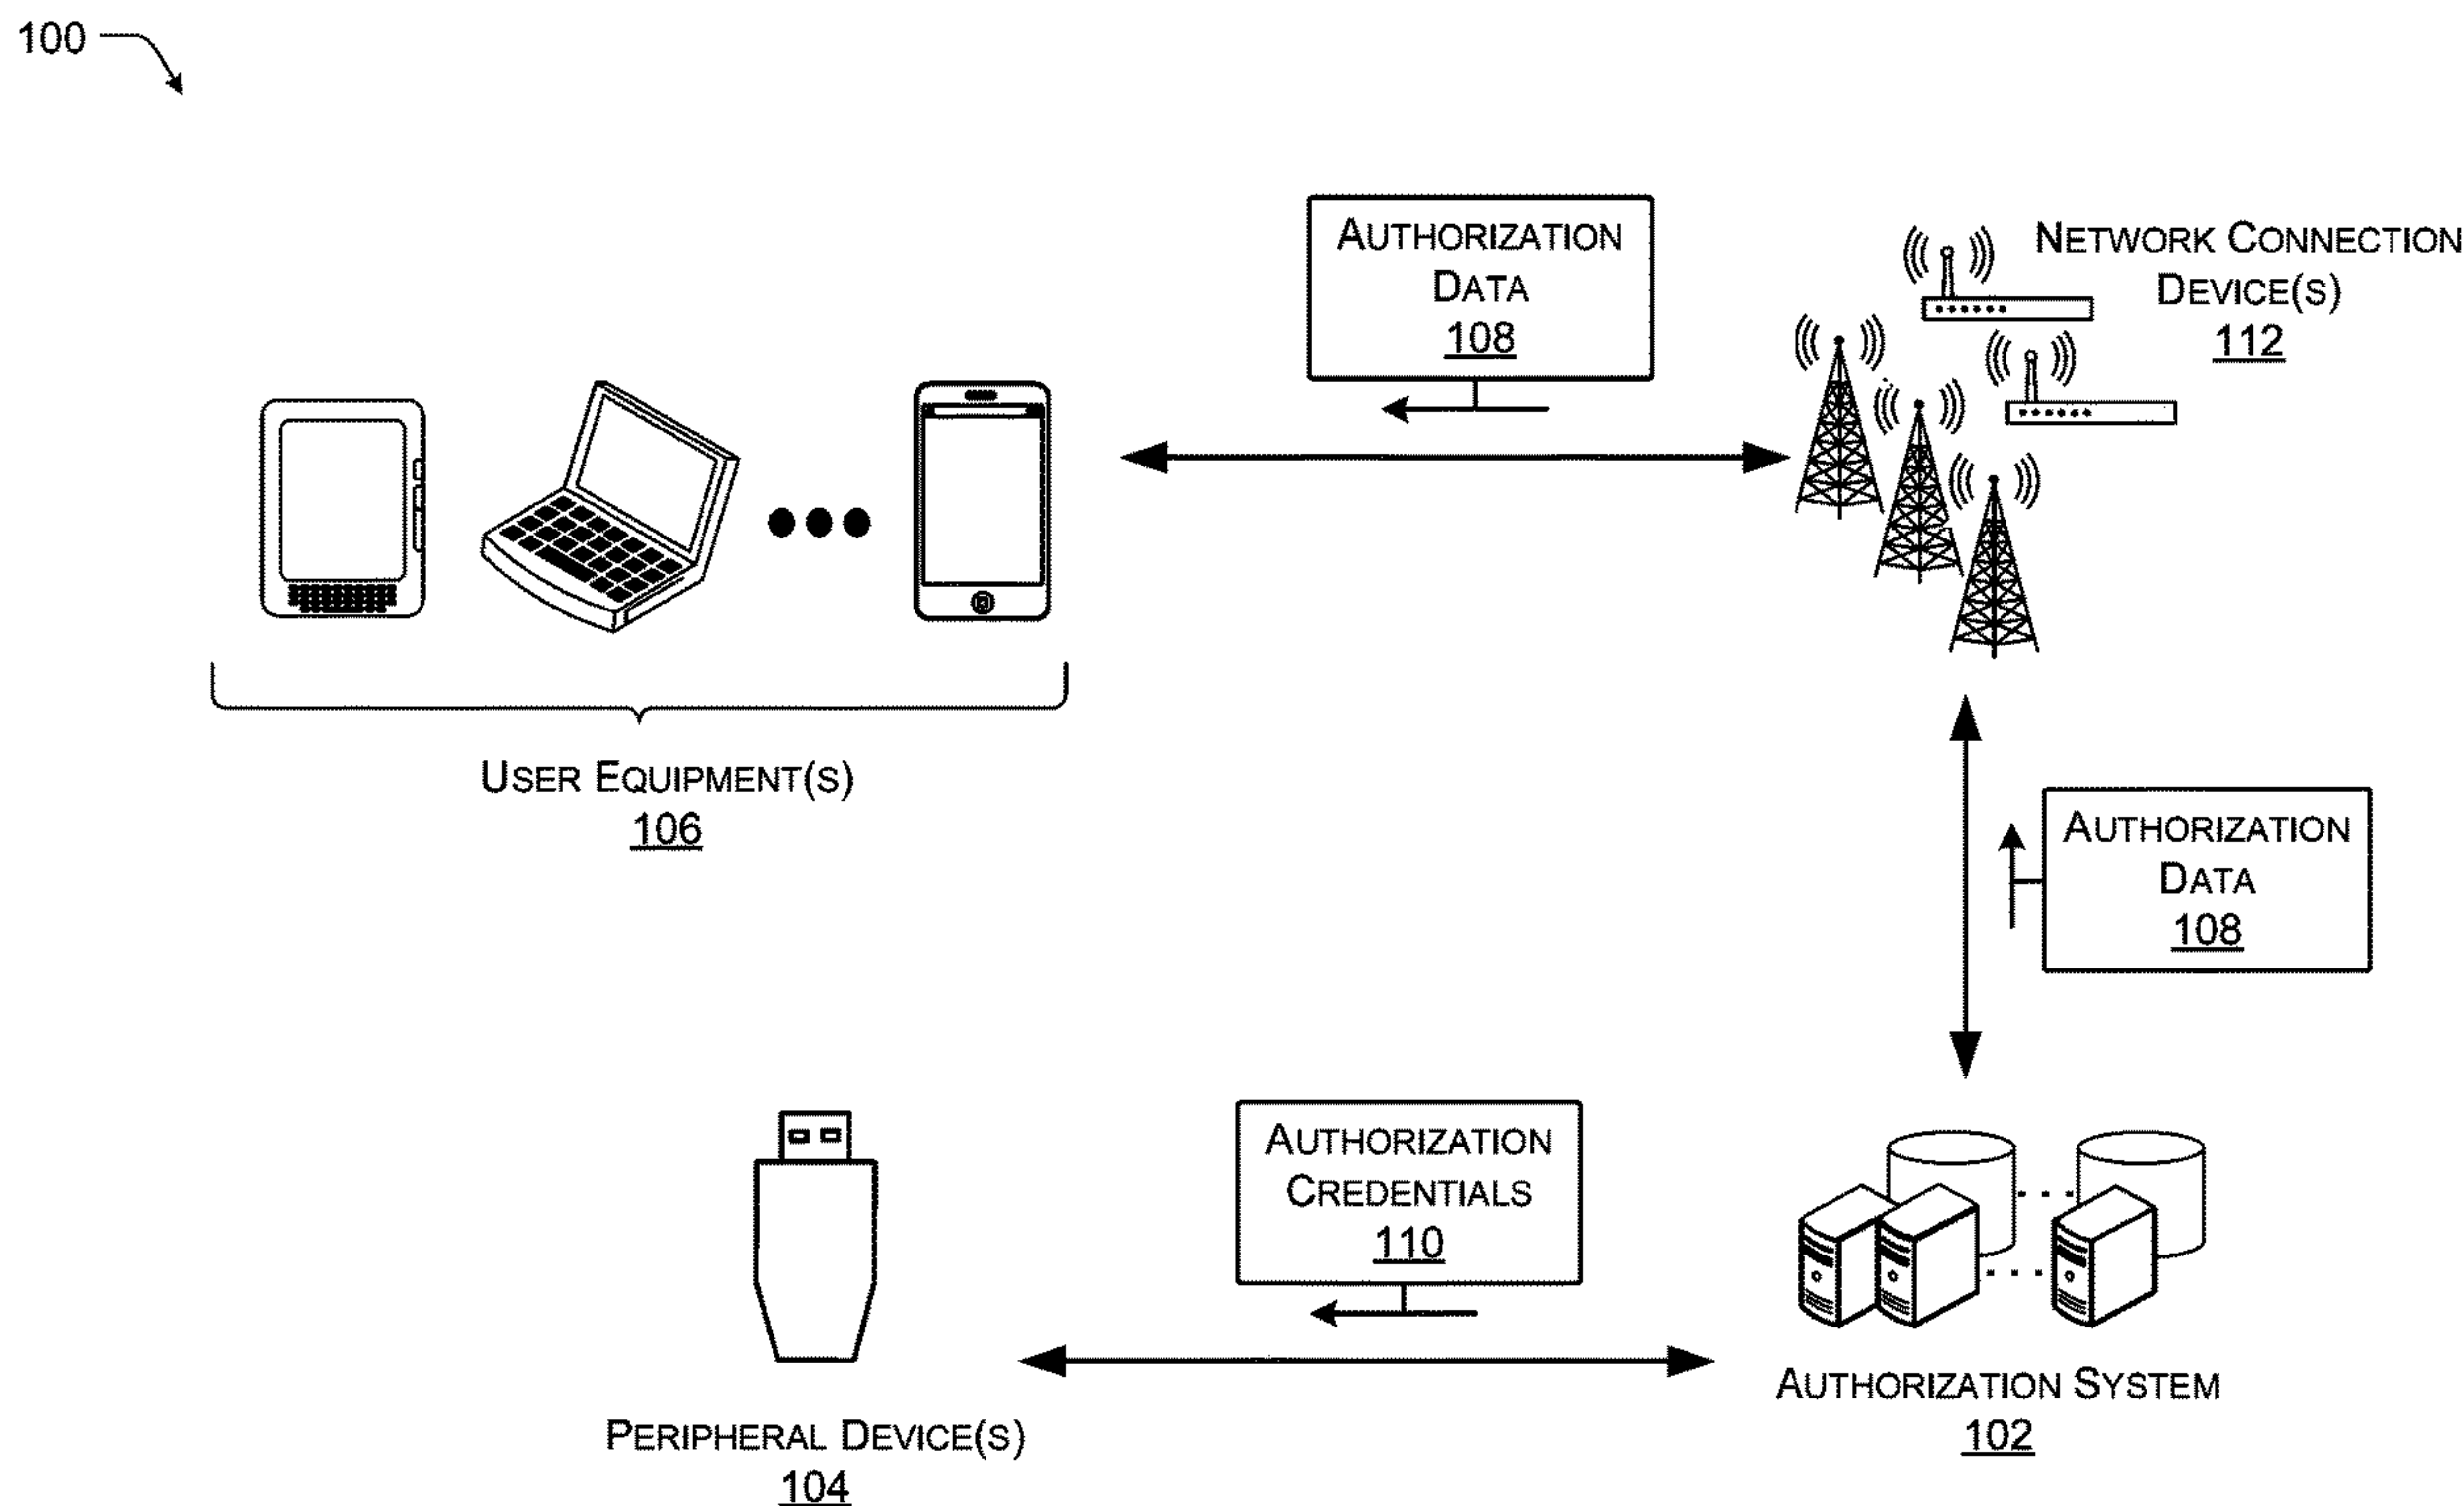 100
AUTHORIZATION
DATA
108
NETWORK CONNECTION
DEVICE(S)
112
USER EQUIPMENT(S)
106
AUTHORIZATION
DATA
108
AUTHORIZATION
CREDENTIALS
110
AUTHORIZATION SYSTEM
102
PERIPHERAL DEVICE(S)
104